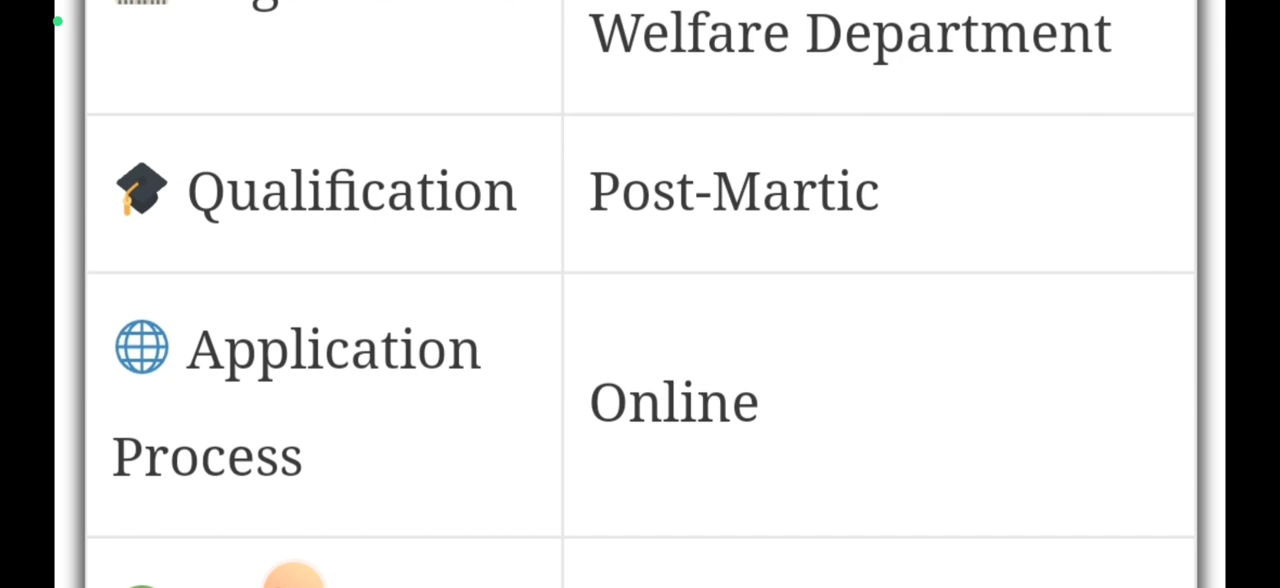 Welfare Department
Qualification
Post-Martic
Application
Process
Online